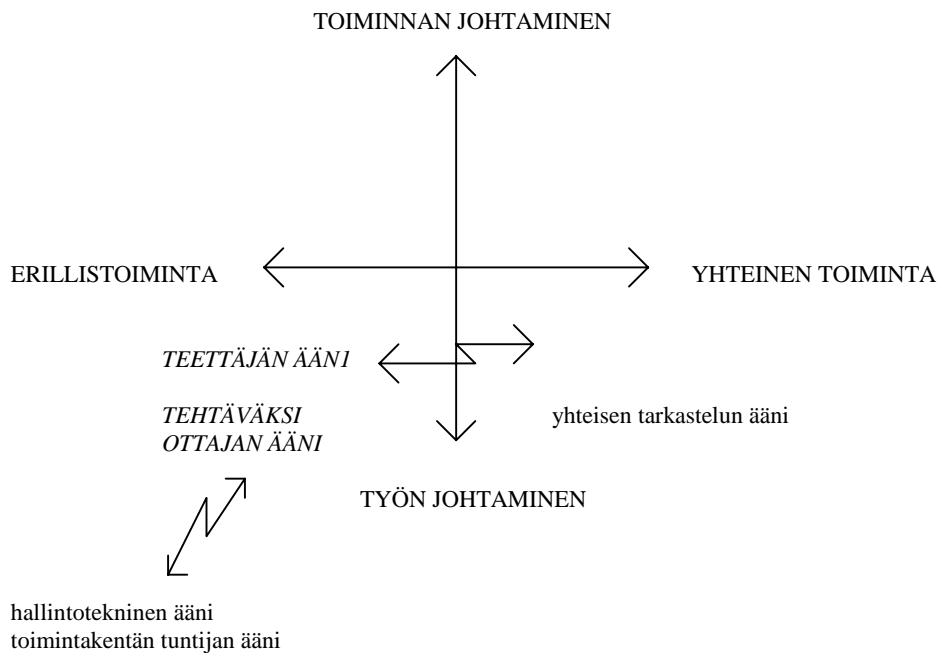 TOIMINNAN JOHTAMINEN
ERILLISTOIMINTA
YHTEINEN TOIMINTA
TEETTÄJÄN ÄÄN1
TEHTÄVÄKSI
OTTAJAN ÄÄNI
yhteisen tarkastelun ääni
TYÖN JOHTAMINEN
hallintotekninen ääni
toimintakentän tuntijan ääni